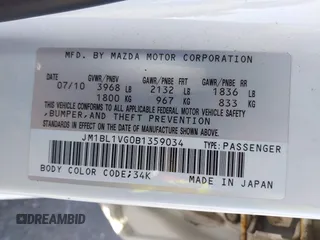 MFD. BY MAZDA MOTOR CORPORATION
GVWR/PNBV GAWR/PNBE FRT GAWR/PNBE RR
07/10 3968 LB 2132 LB 1836 LB
1800 KG 967 KG 833 KG
THIS VEHICLE CONFORMS TO ALL APPLICABLE FEDERAL MOTOR VEHICLE SAFETY
,BUMPER,AND THEFT PREVENTION
STANDARDS IN EFFECT ON THE DATE OF MANUFACTURE SHOWN ABOVE.
JM1BL1VG0B1359034 TYPE:PASSENGER
BODY COLOR CODE;34K MADE IN JAPAN
DREAMBID